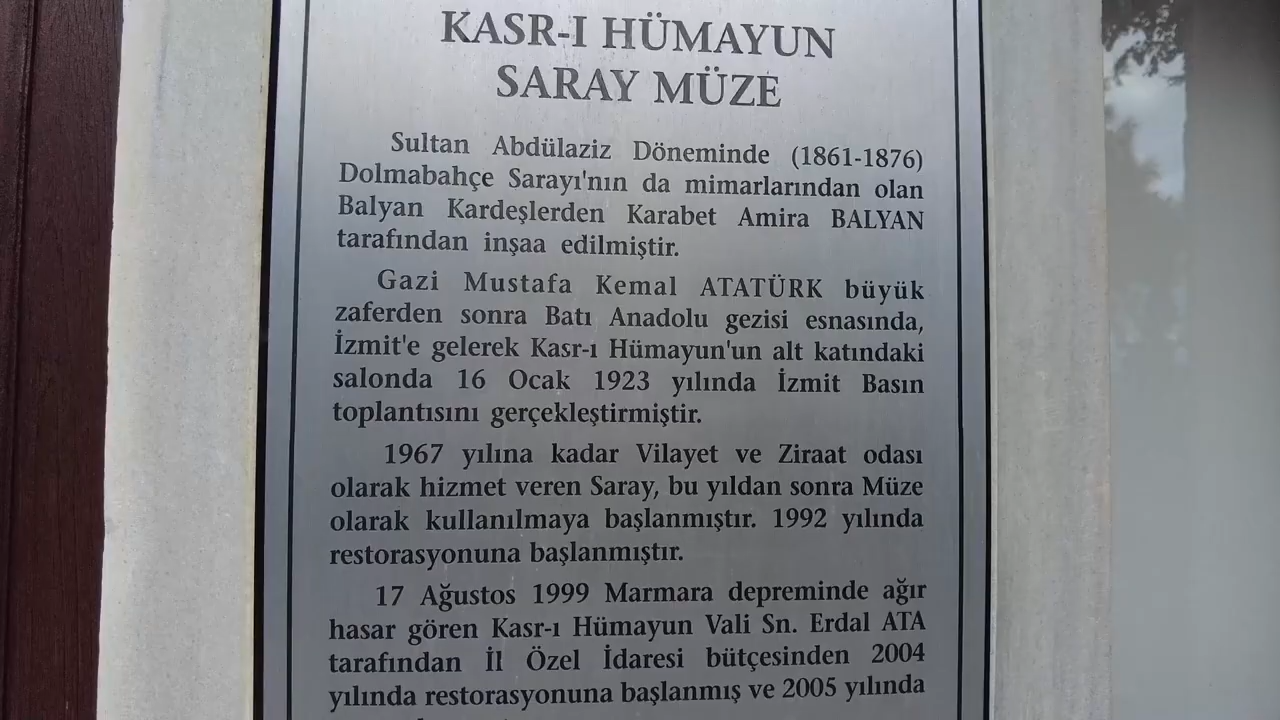 KASR-I HÜMAYUN
SARAY MÜZE
Sultan Abdülaziz Döneminde (1861-1876)
Dolmabahçe Sarayı'nın da mimarlarından olan
Balyan Kardeşlerden Karabet Amira BALYAN
tarafından inşaa edilmiştir.
Gazi Mustafa Kemal ATATÜRK büyük
zaferden sonra Batı Anadolu gezisi esnasında,
İzmit'e gelerek Kasr-ı Hümayun'un alt katındaki
salonda 16 Ocak 1923 yılında İzmit Basın
toplantısını gerçekleştirmiştir.
1967 yılına kadar Vilayet ve Ziraat odası
olarak hizmet veren Saray, bu yıldan sonra Müze
olarak kullanılmaya başlanmıştır. 1992 yılında
restorasyonuna başlanmıştır.
17 Ağustos 1999 Marmara depreminde ağır
hasar gören Kasr-ı Hümayun Vali Sn. Erdal ATA
tarafından İl Özel İdaresi bütçesinden 2004
yılında restorasyonuna başlanmış ve 2005 yılında